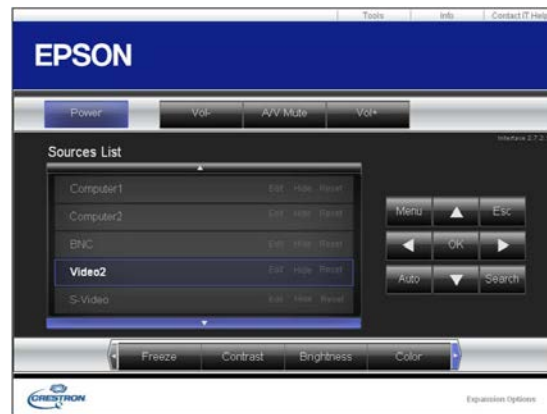 Tools Info Contact IT Help
EPSON
Power Vol- A/V Mute Vol+
Interface 2.7.2.
Sources List
Computer1 Edit Hide Reset
Computer2 Edit Hide Reset
BNC Edit Hide Reset
Video2 Edit Hide Reset
S-Video Edit Hide Reset
Menu Esc
OK
Auto Search
Freeze Contrast Brightness Color
CRESTRON
Expansion Options